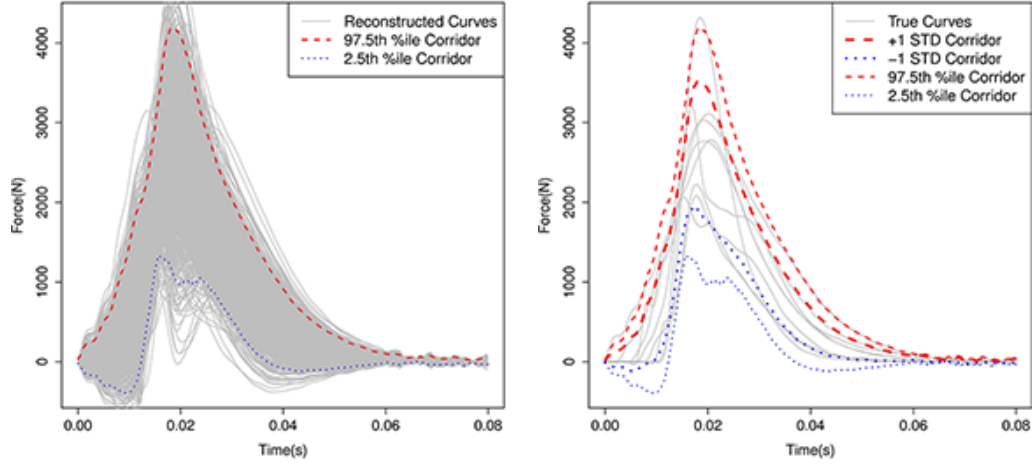 Reconstructed Curves
97.5th %ile Corridor
2.5th %ile Corridor
4000
3000
2000
1000
0
Force(N)
0.00 0.02 0.04 0.06 0.08
Time(s)
True Curves
+1 STD Corridor
−1 STD Corridor
97.5th %ile Corridor
2.5th %ile Corridor
4000
3000
2000
1000
0
Force(N)
0.00 0.02 0.04 0.06 0.08
Time(s)